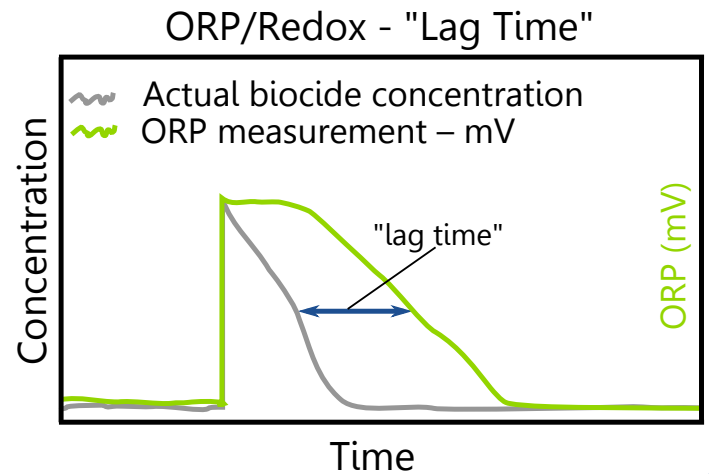 ORP/Redox - "Lag Time"
Actual biocide concentration
ORP measurement – mV
"lag time"
Concentration
ORP (mV)
Time